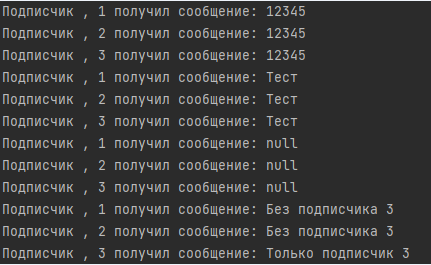 Подписчик , 1 получил сообщение: 12345
Подписчик , 2 получил сообщение: 12345
Подписчик , 3 получил сообщение: 12345
Подписчик , 1 получил сообщение: Тест
Подписчик , 2 получил сообщение: Тест
Подписчик , 3 получил сообщение: Тест
Подписчик , 1 получил сообщение: null
Подписчик , 2 получил сообщение: null
Подписчик , 3 получил сообщение: null
Подписчик , 1 получил сообщение: Без подписчика 3
Подписчик , 2 получил сообщение: Без подписчика 3
Подписчик , 3 получил сообщение: Только подписчик 3